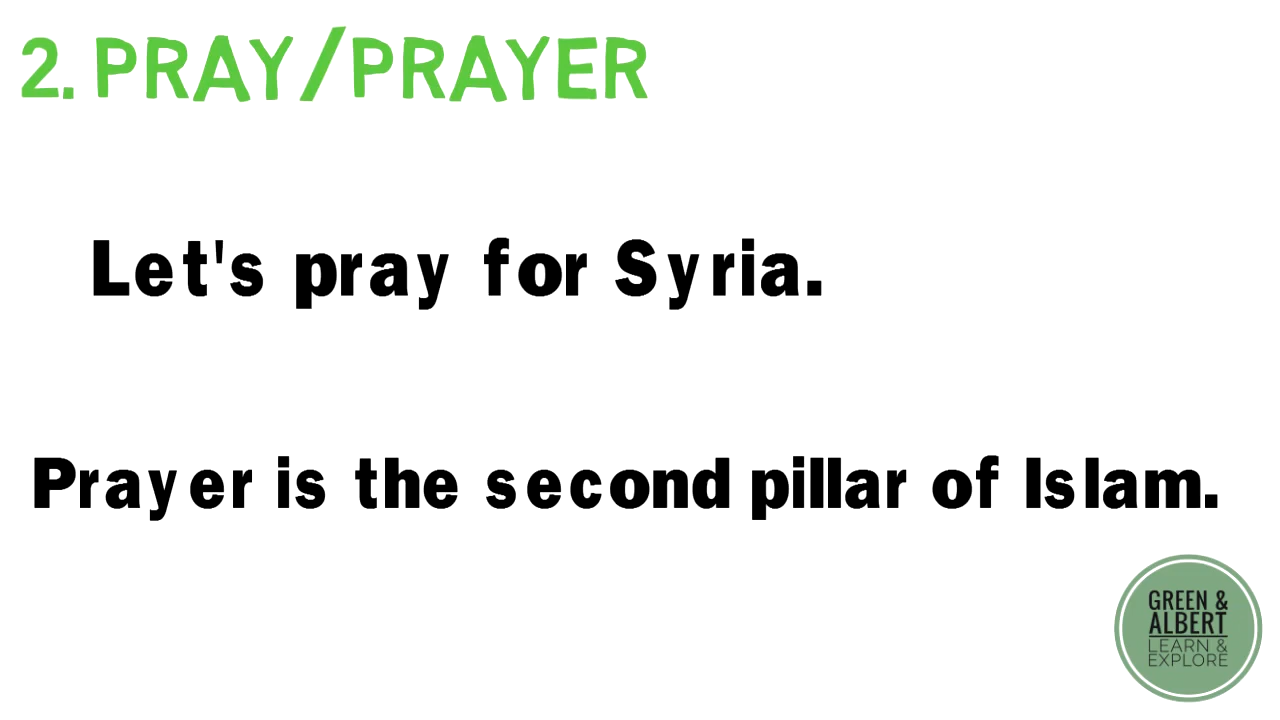 2. PRAY/PRAYER
Let's pray for Syria.
Prayer is the second pillar of Islam.
GREEN &
ALBERT
LEARN &
EXPLORE